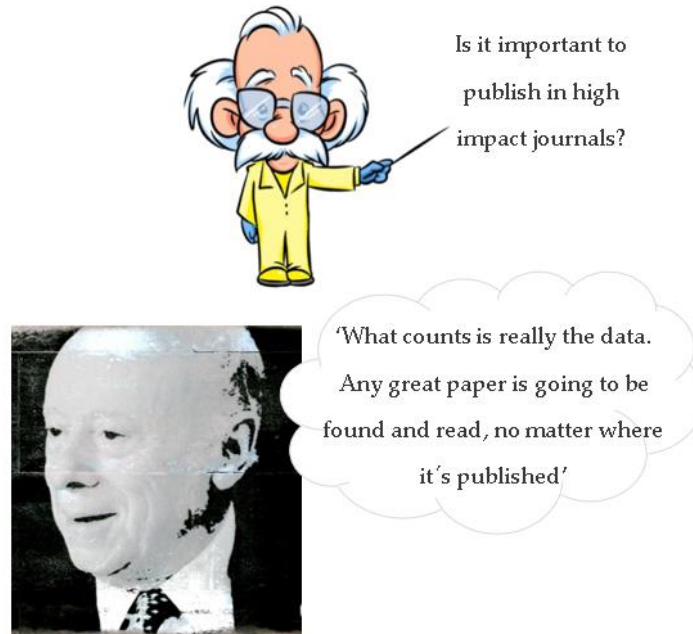 Is it important to
publish in high
impact journals?
‘What counts is really the data.
Any great paper is going to be
found and read, no matter where
it´s published’